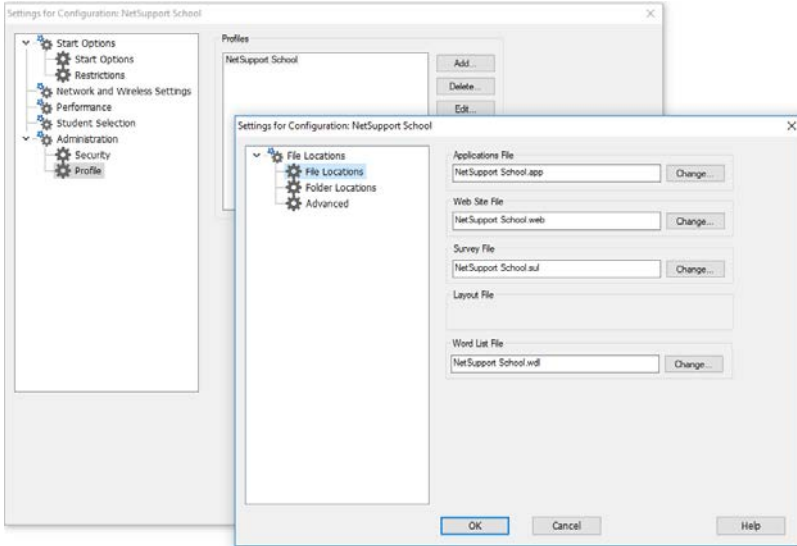 Settings for Configuration: NetSupport School
Start Options
Start Options
Restrictions
Network and Wireless Settings
Performance
Student Selection
Administration
Security
Profile
Profiles
NetSupport School
Add...
Delete...
Edit...
Settings for Configuration: NetSupport School
File Locations
File Locations
Folder Locations
Advanced
Applications File
NetSupport School.app
Change...
Web Site File
NetSupport School.web
Change...
Survey File
NetSupport School.sul
Change...
Layout File
Word List File
NetSupport School.wdl
Change...
OK
Cancel
Help